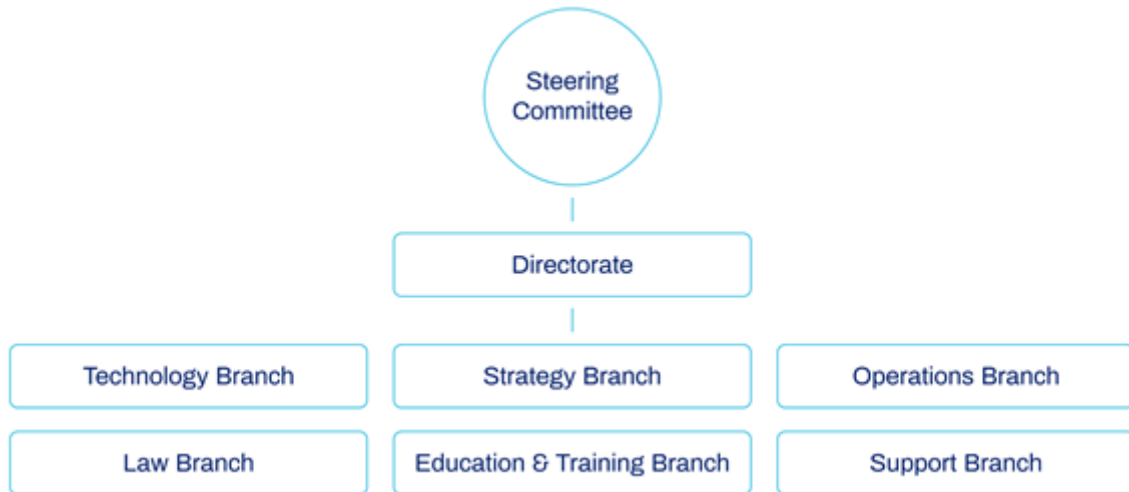 Steering
Committee
Directorate
Technology Branch
Strategy Branch
Operations Branch
Law Branch
Education & Training Branch
Support Branch